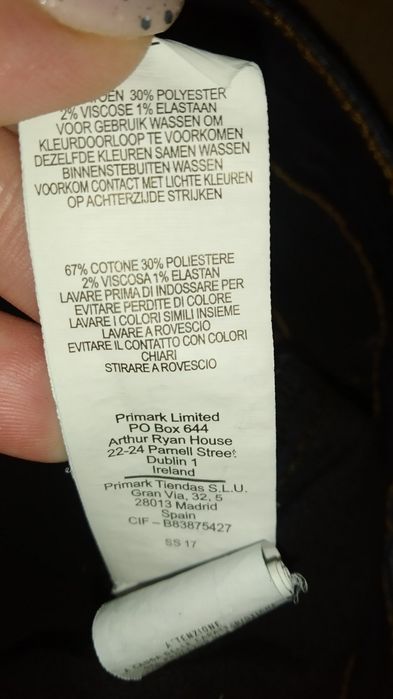 30% POLYESTER
2% VISCOSE 1% ELASTAAN
VOOR GEBRUIK WASSEN OM
KLEURDOORLOOP TE VOORKOMEN
DEZELFDE KLEUREN SAMEN WASSEN
BINNENSTEBUITEN WASSEN
VOORKOM CONTACT MET LICHTE KLEUREN
OP ACHTERZIJDE STRIJKEN
67% COTONE 30% POLIESTERE
2% VISCOSA 1% ELASTAN
LAVARE PRIMA DI INDOSSARE PER
EVITARE PERDITE DI COLORE
LAVARE I COLORI SIMILI INSIEME
LAVARE A ROVESCIO
EVITARE IL CONTATTO CON COLORI
CHIARI
STIRARE A ROVESCIO
Primark Limited
PO Box 644
Arthur Ryan House
22-24 Parnell Street
Dublin 1
Ireland
Primark Tiendas S.L.U.
Gran Via, 32, 5
28013 Madrid
Spain
CIF – B83875427
SS 17